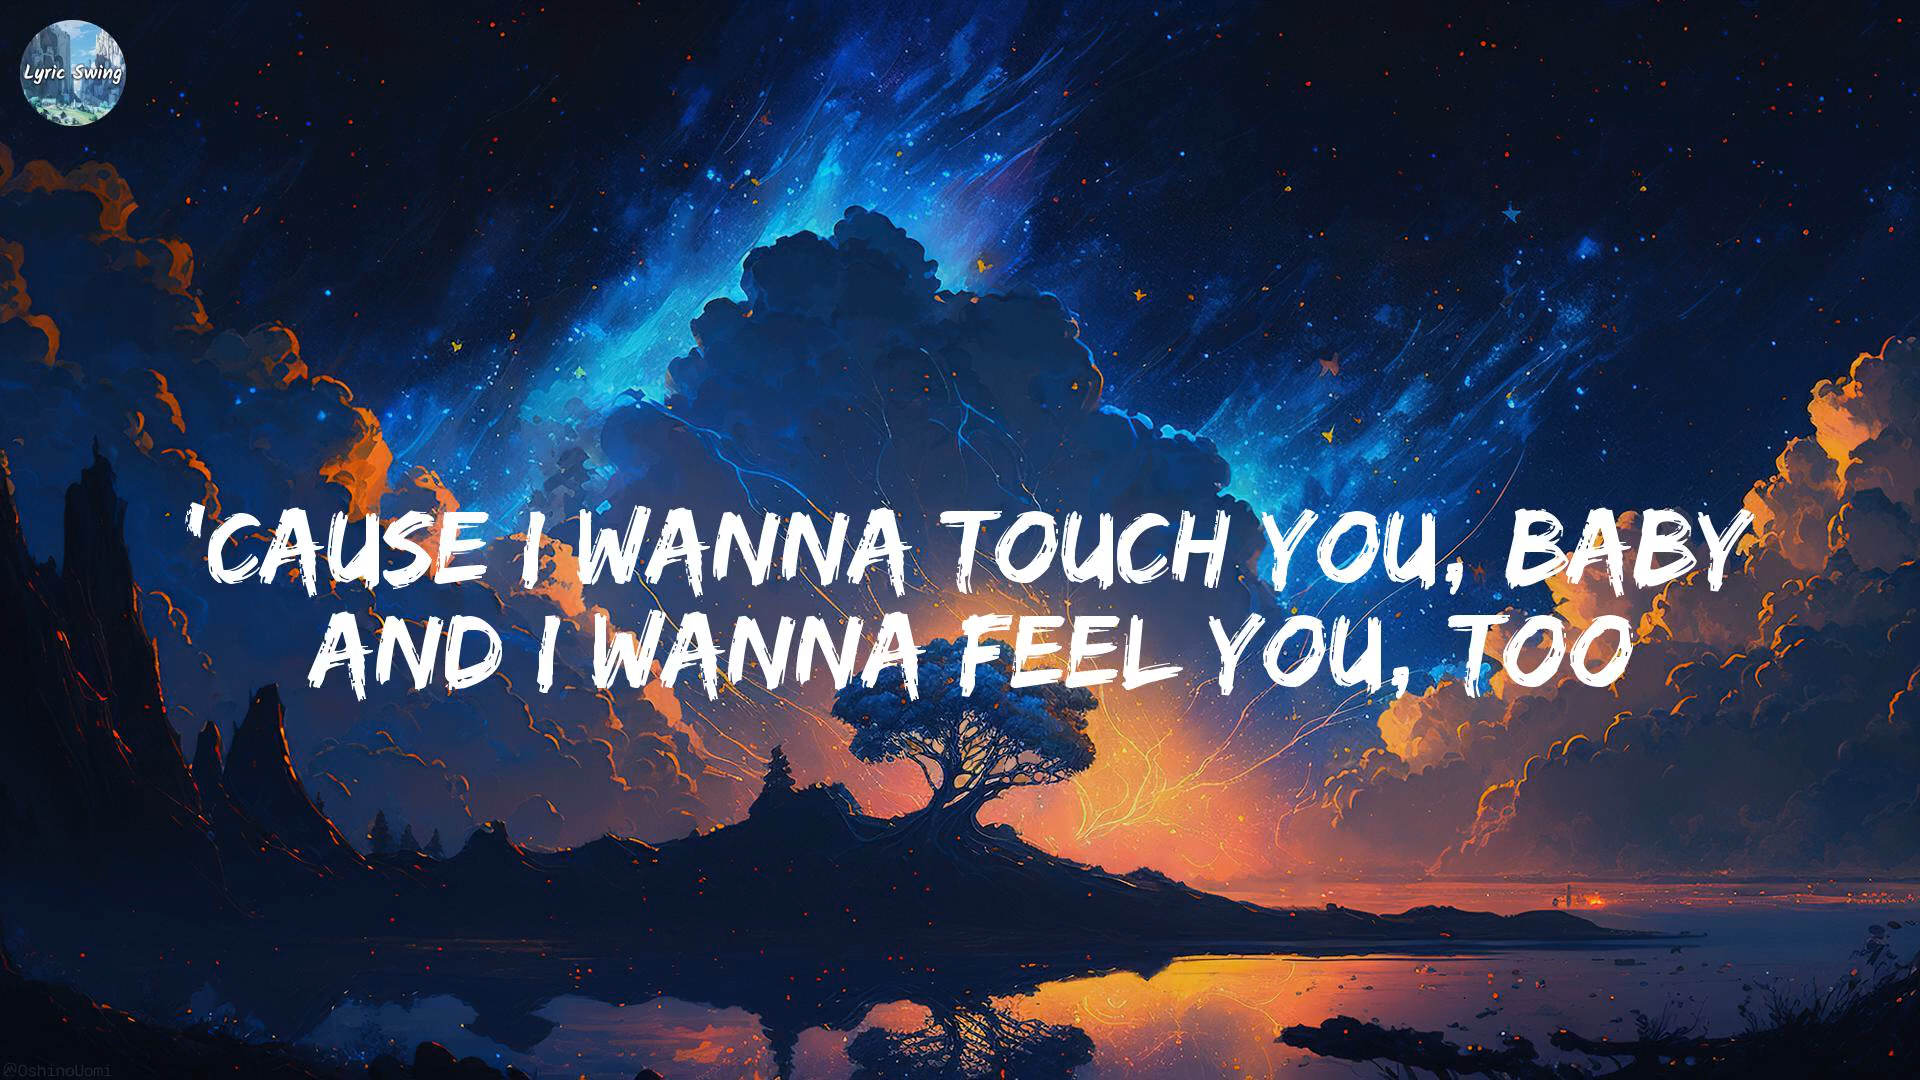 Lyric Swing
'CAUSE I WANNA TOUCH YOU, BABY
AND I WANNA FEEL YOU, TOO
@OshinoUomi